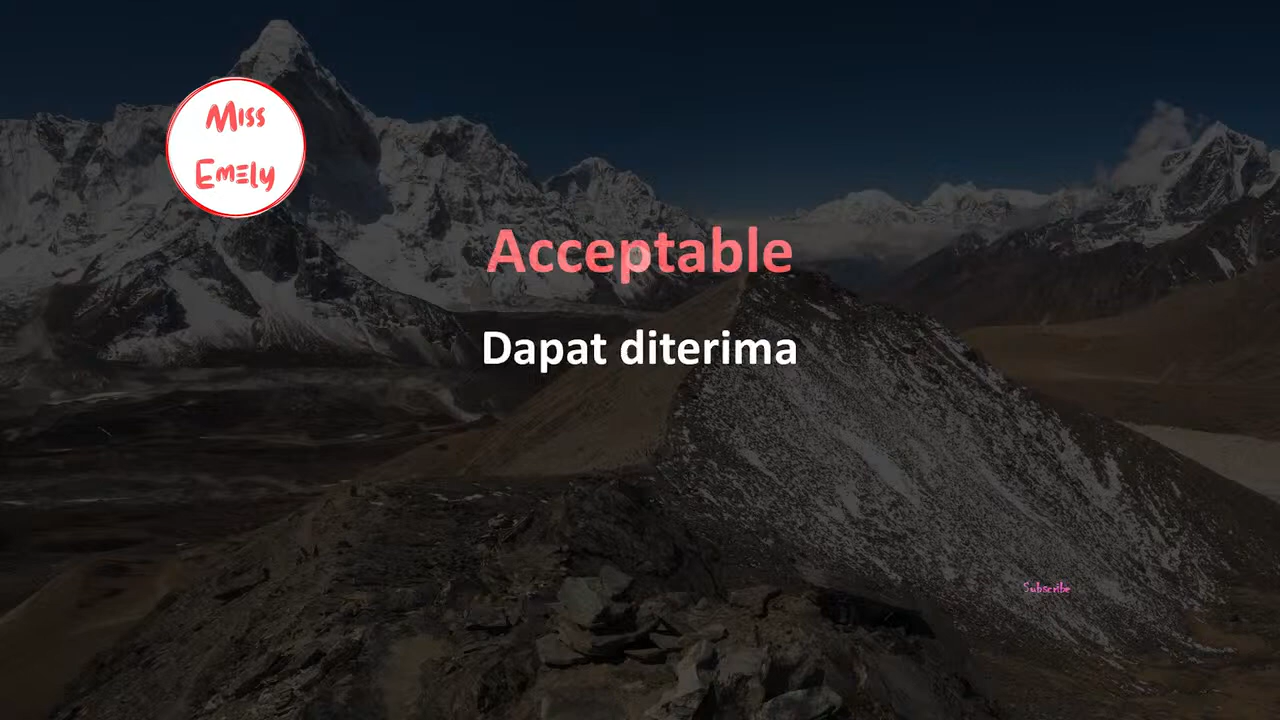 Miss
Emely
Acceptable
Dapat diterima
Subscribe